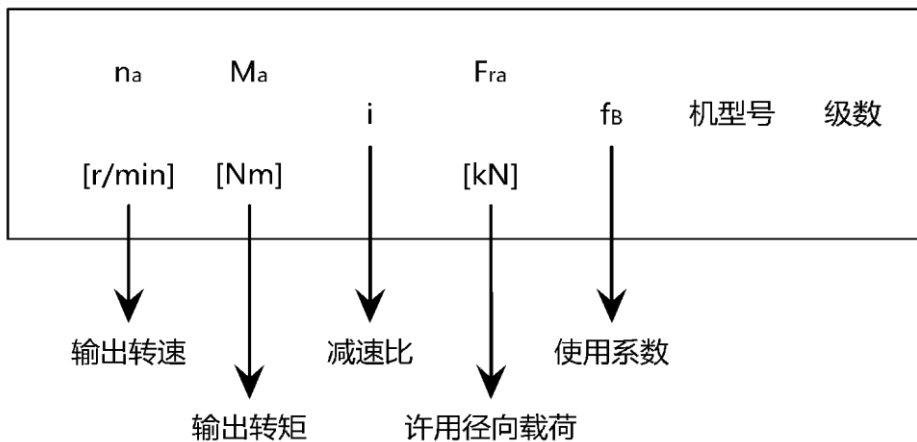 na Ma Fra
i fB 机型号 级数
[r/min] [Nm] [kN]
输出转速 减速比 使用系数
输出转矩 许用径向载荷